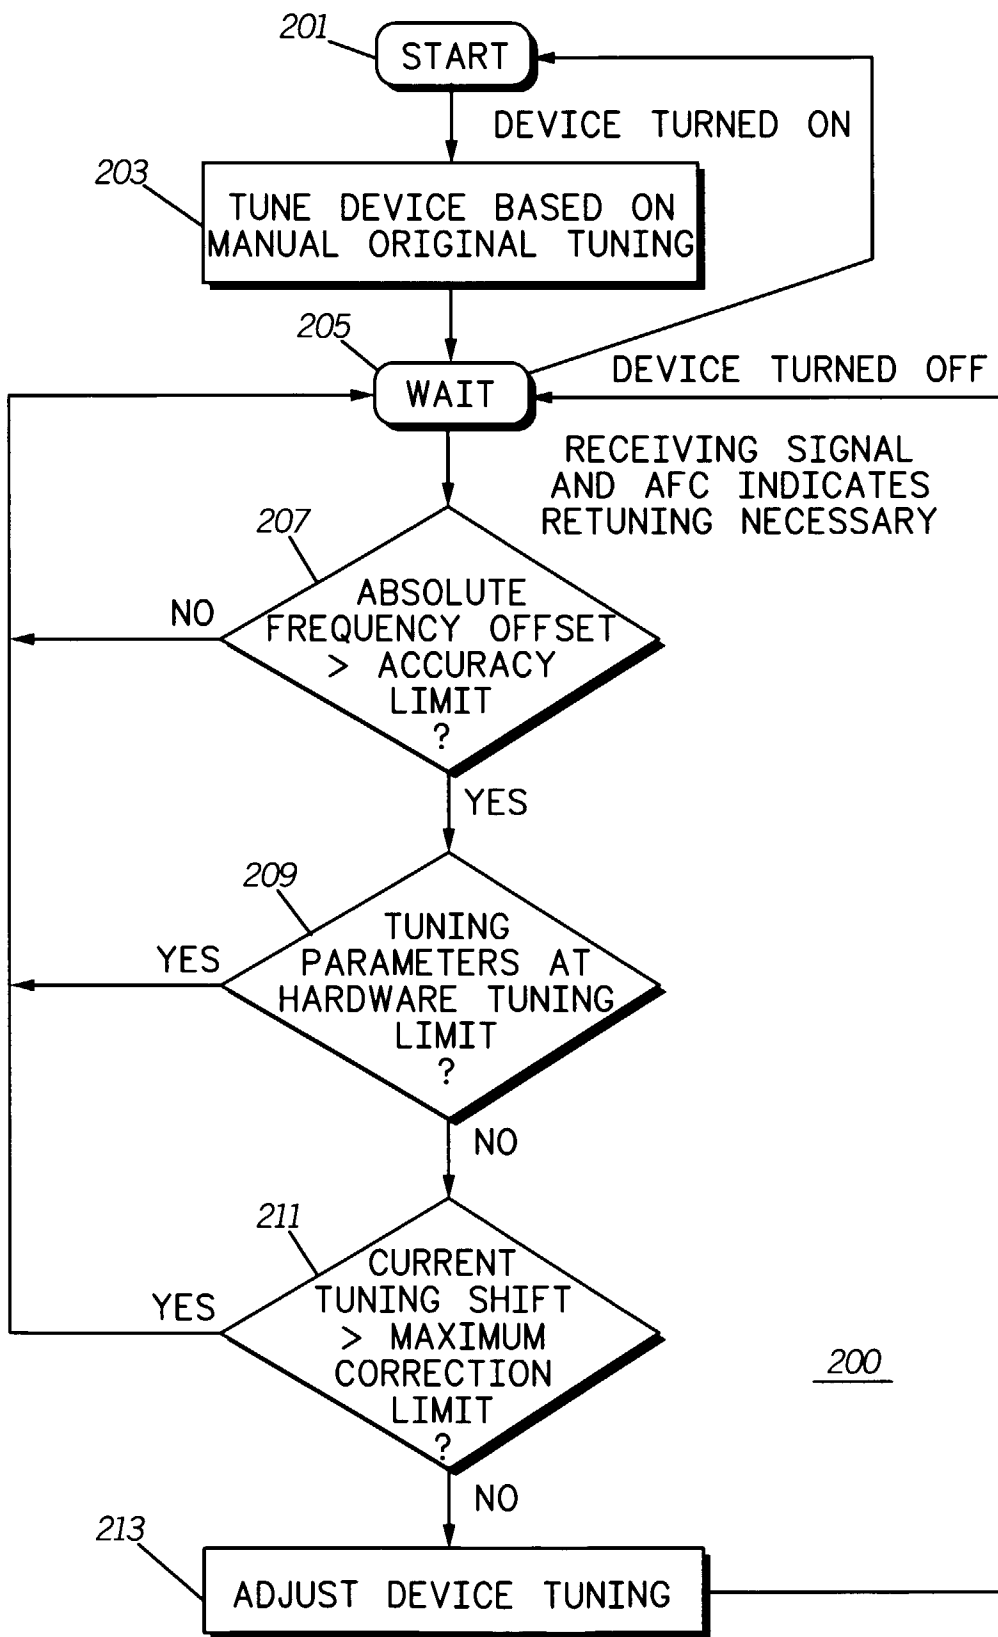 201
START
DEVICE TURNED ON
203
TUNE DEVICE BASED ON
MANUAL ORIGINAL TUNING
205
WAIT
DEVICE TURNED OFF
RECEIVING SIGNAL
AND AFC INDICATES
RETUNING NECESSARY
207
NO
ABSOLUTE
FREQUENCY OFFSET
> ACCURACY
LIMIT
?
YES
209
YES
TUNING
PARAMETERS AT
HARDWARE TUNING
LIMIT
?
NO
211
YES
CURRENT
TUNING SHIFT
> MAXIMUM
CORRECTION
LIMIT
?
200
NO
213
ADJUST DEVICE TUNING